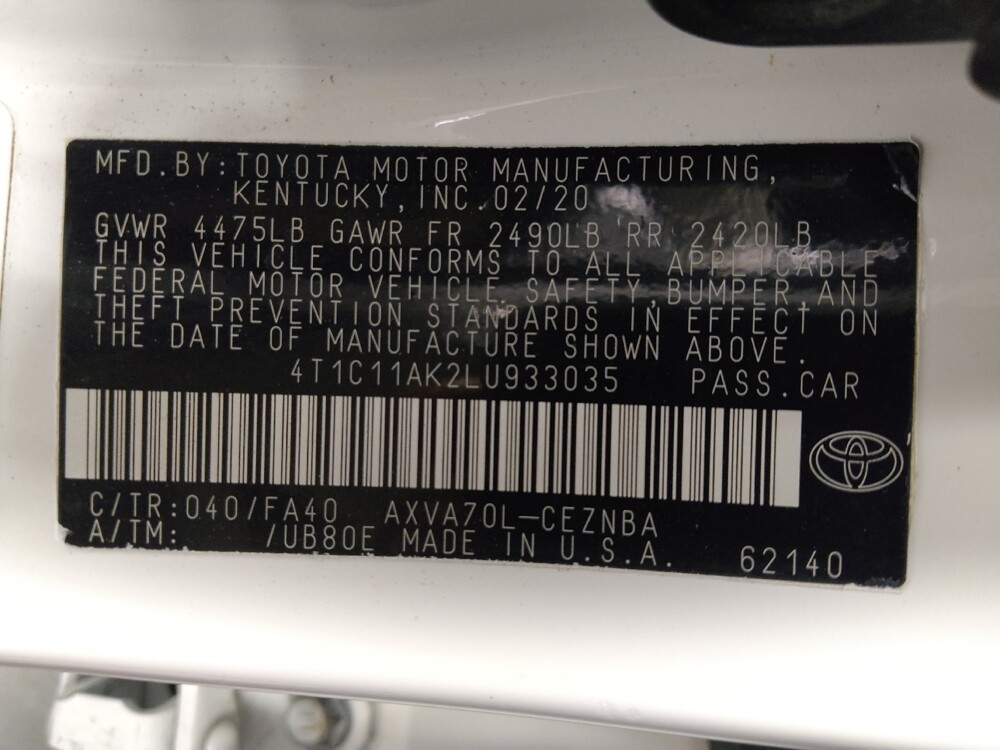 MFD.BY:TOYOTA MOTOR MANUFACTURING,
KENTUCKY,INC.02/20
GVWR 4475LB GAWR FR 2490LB RR 2420LB
THIS VEHICLE CONFORMS TO ALL APPLICABLE
FEDERAL MOTOR VEHICLE SAFETY,BUMPER,AND
THEFT PREVENTION STANDARDS IN EFFECT ON
THE DATE OF MANUFACTURE SHOWN ABOVE.
4T1C11AK2LU933035 PASS.CAR
C/TR:040/FA40 AXVA70L-CEZNBA
A/TM: /UB80E MADE IN U.S.A.
62140